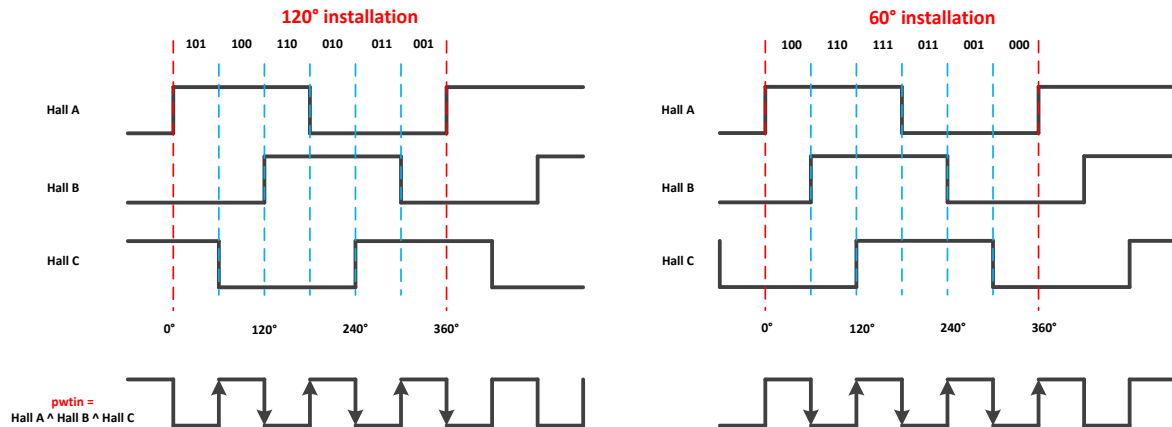 120° installation
101 100 110 010 011 001
Hall A
Hall B
Hall C
0° 120° 240° 360°
pwtin =
Hall A ^ Hall B ^ Hall C
60° installation
100 110 111 011 001 000
Hall A
Hall B
Hall C
0° 120° 240° 360°